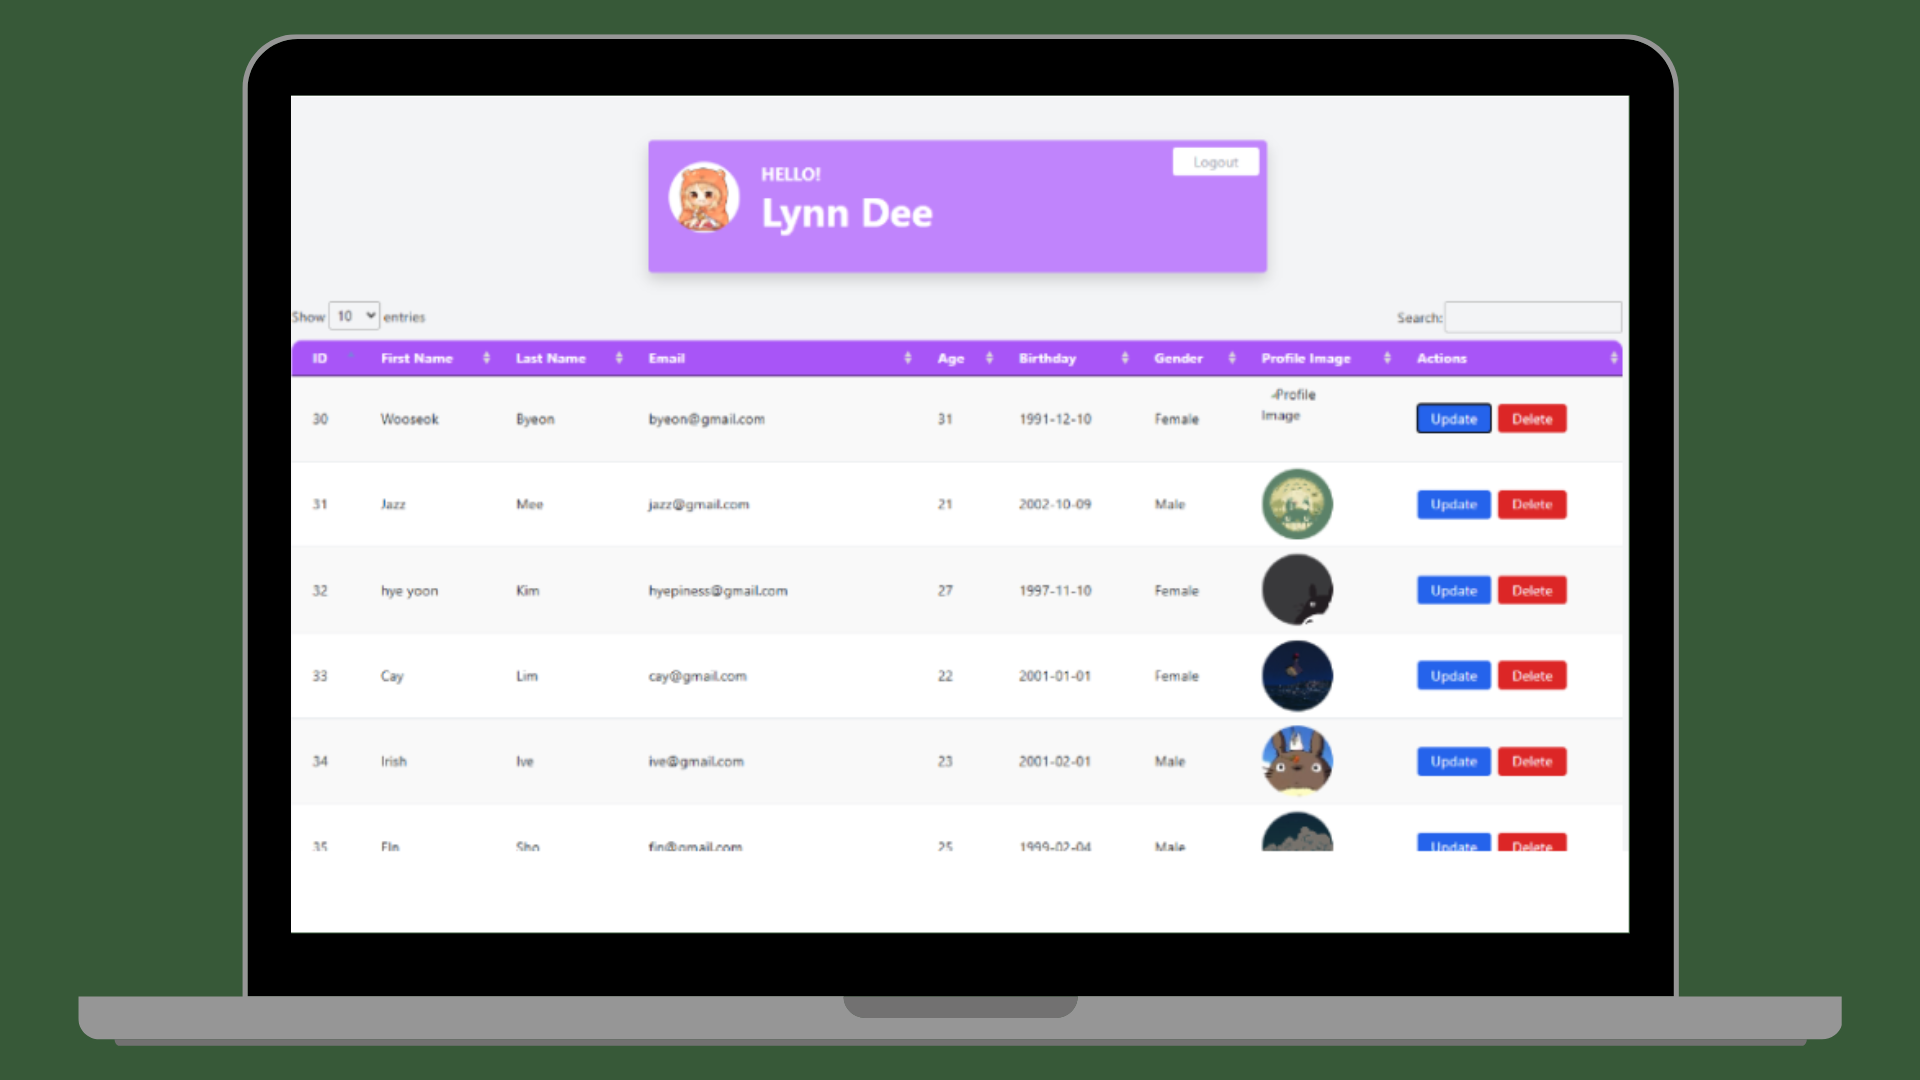 Logout
HELLO!
Lynn Dee
Show 10 entries
Search:
ID First Name Last Name Email Age Birthday Gender Profile Image Actions
30 Wooseok Byeon byeon@gmail.com 31 1991-12-10 Female Profile Image Update Delete
31 Jazz Mee jazz@gmail.com 21 2002-10-09 Male Update Delete
32 hye yoon Kim hyepiness@gmail.com 27 1997-11-10 Female Update Delete
33 Cay Lim cay@gmail.com 22 2001-01-01 Female Update Delete
34 Irish Ive ive@gmail.com 23 2001-02-01 Male Update Delete
35 Sho fin@gmail.com 25 1999-02-04 Male Update Delete